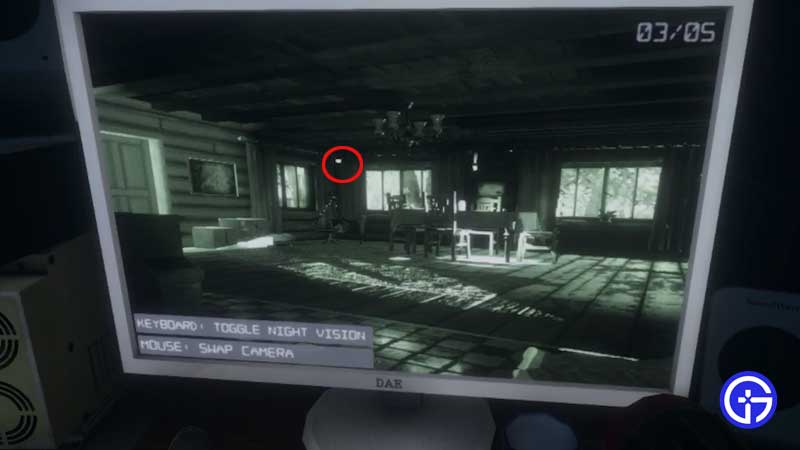 03/05
KEYBOARD: TOGGLE NIGHT VISION
MOUSE: SWAP CAMERA
DAE